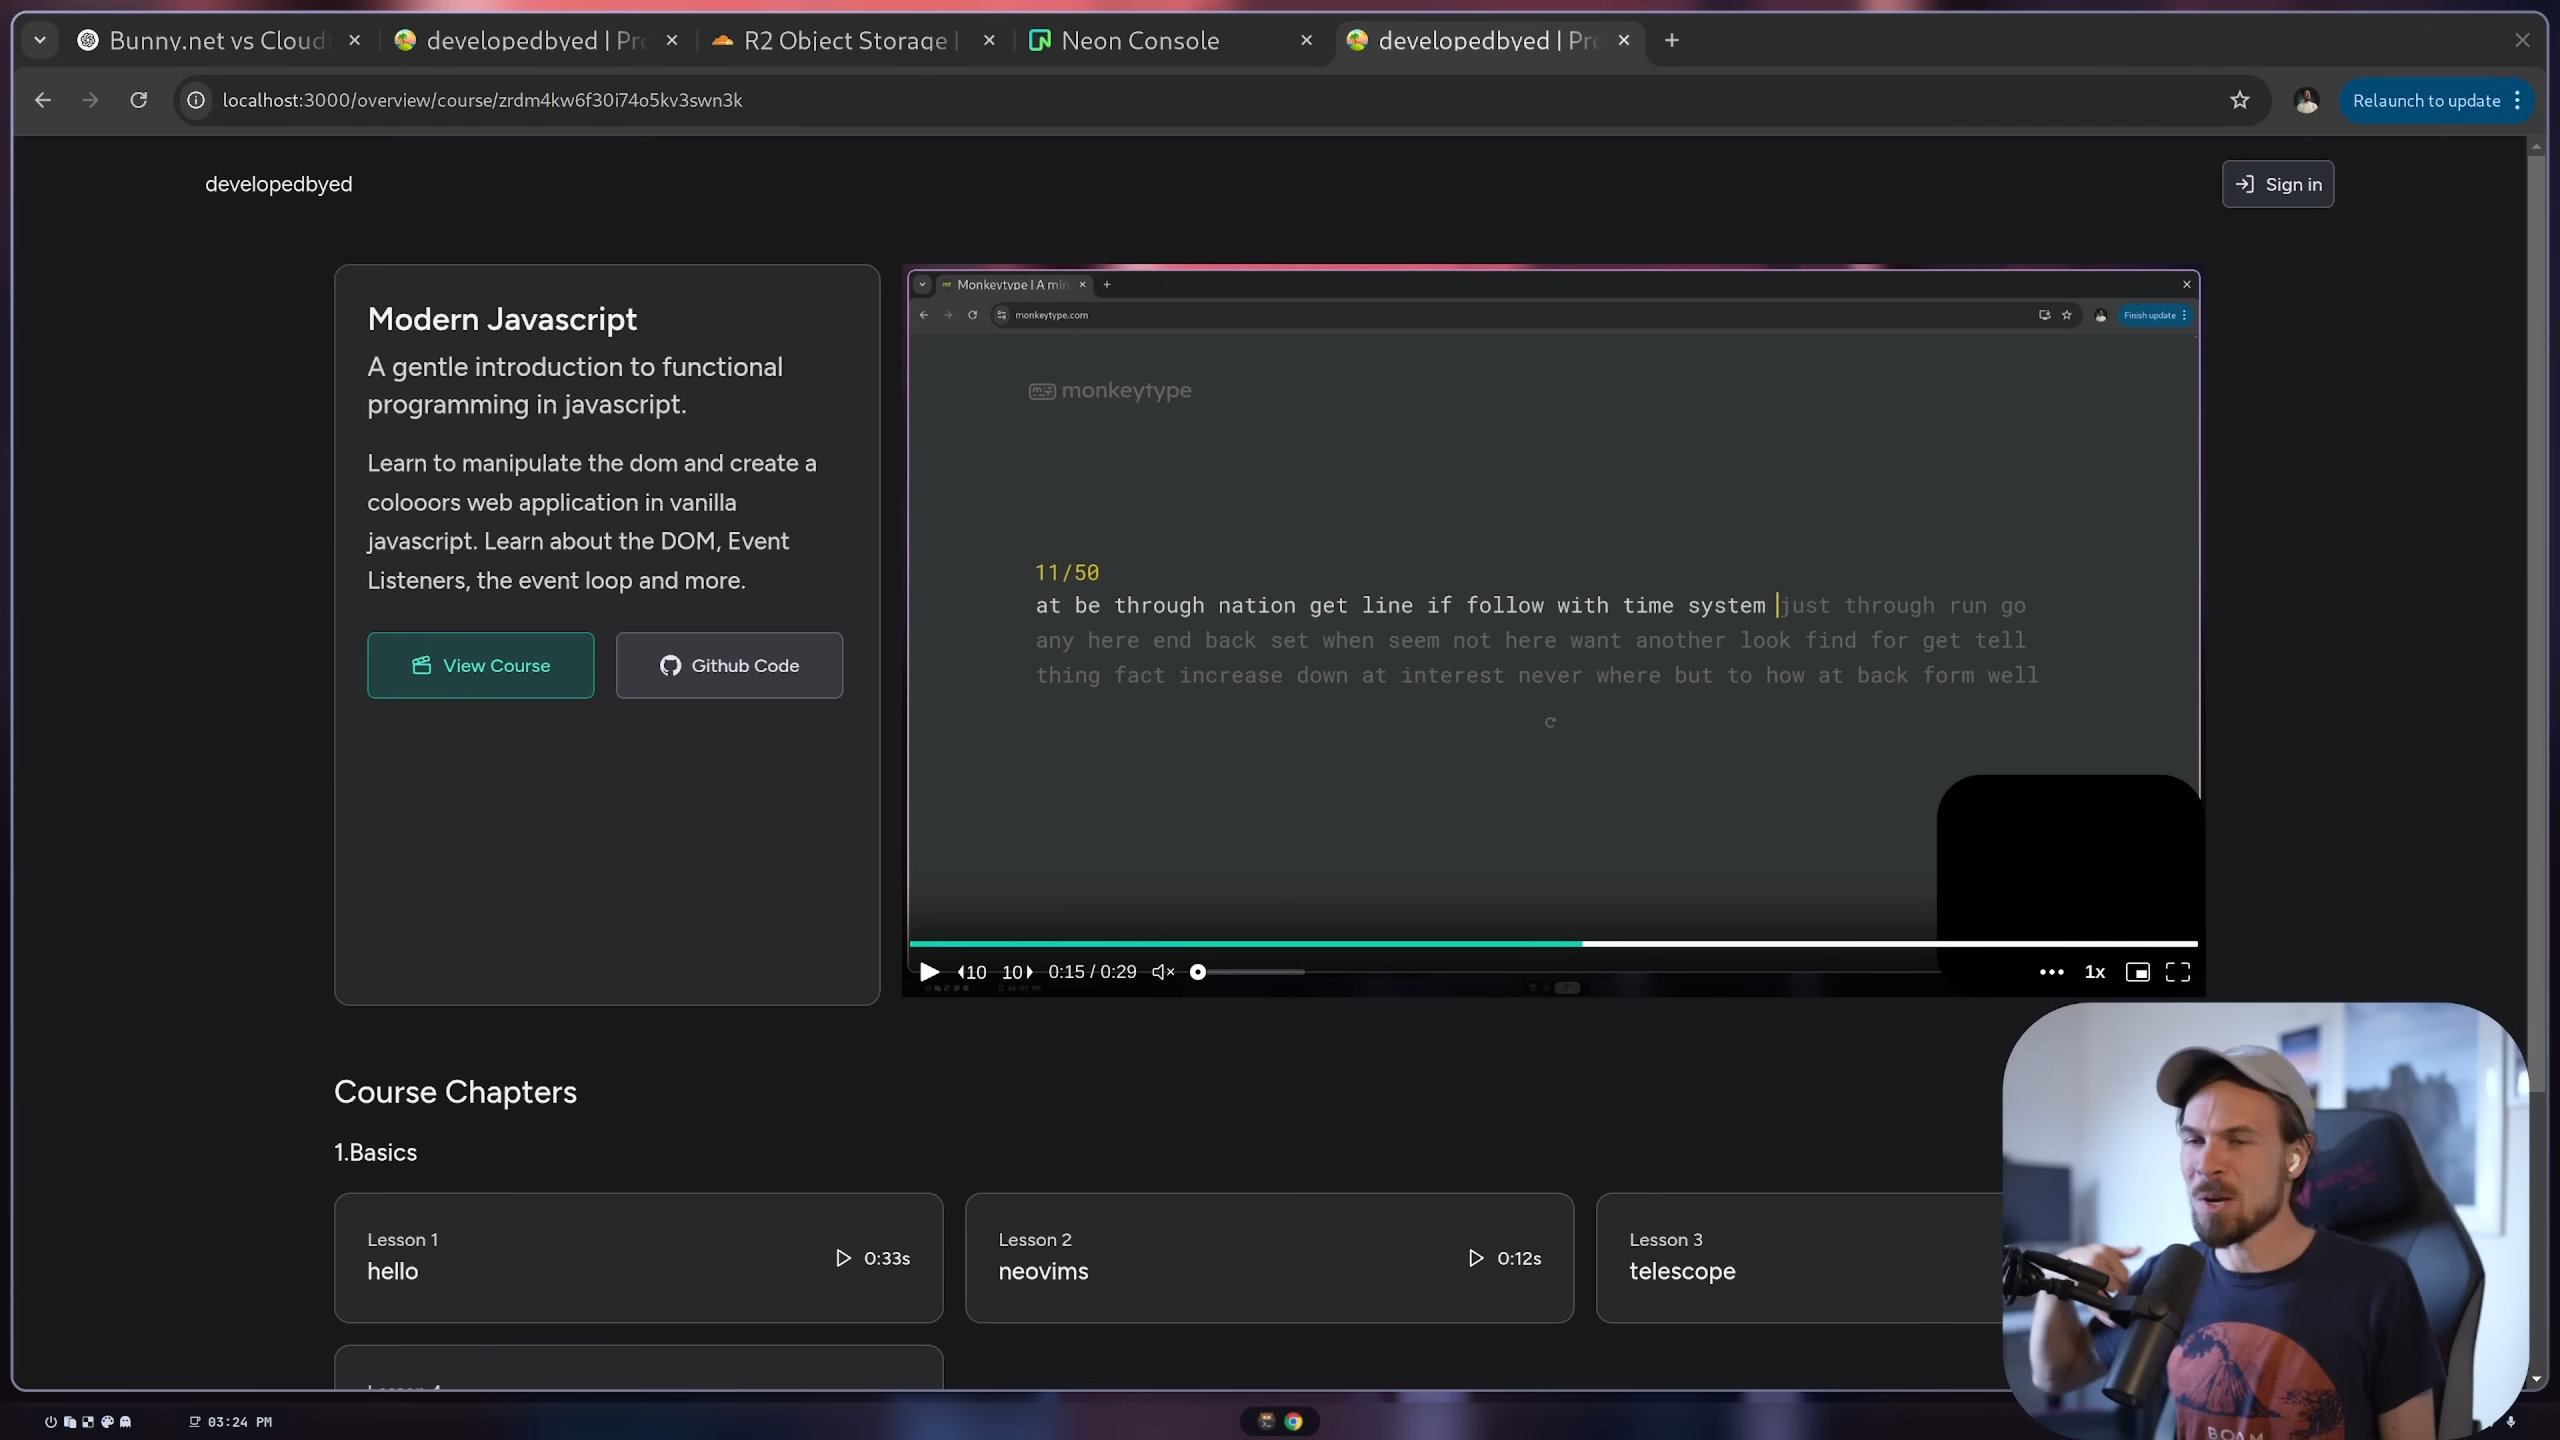 Bunny.net vs Cloud
developedbyed | Pro
R2 Object Storage |
Neon Console
developedbyed | Pro
localhost:3000/overview/course/zrdm4kw6f30i74o5kv3swn3k
Relaunch to update
developedbyed
Sign in
Modern Javascript
A gentle introduction to functional
programming in javascript.
Learn to manipulate the dom and create a
colooors web application in vanilla
javascript. Learn about the DOM, Event
Listeners, the event loop and more.
View Course
Github Code
Monkeytype | A min
monkeytype.com
Finish update
monkeytype
11/50
at be through nation get line if follow with time system just through run go
any here end back set when seem not here want another look find for get tell
thing fact increase down at interest never where but to how at back form well
10 10 0:15 / 0:29
1x
Course Chapters
1.Basics
Lesson 1
hello
0:33s
Lesson 2
neovims
0:12s
Lesson 3
telescope
03:24 PM